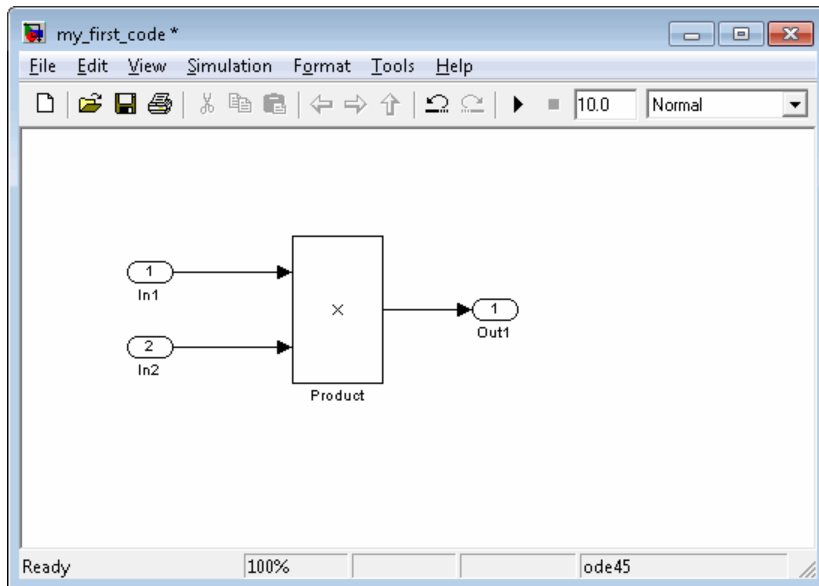 my_first_code *
File Edit View Simulation Format Tools Help
10.0 Normal
1
In1
2
In2
×
Product
1
Out1
Ready 100% ode45